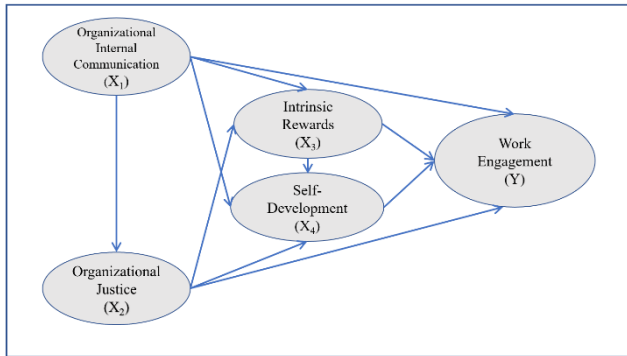 Organizational
Internal
Communication
(X₁)
Intrinsic
Rewards
(X₃)
Work
Engagement
(Y)
Self-
Development
(X₄)
Organizational
Justice
(X₂)